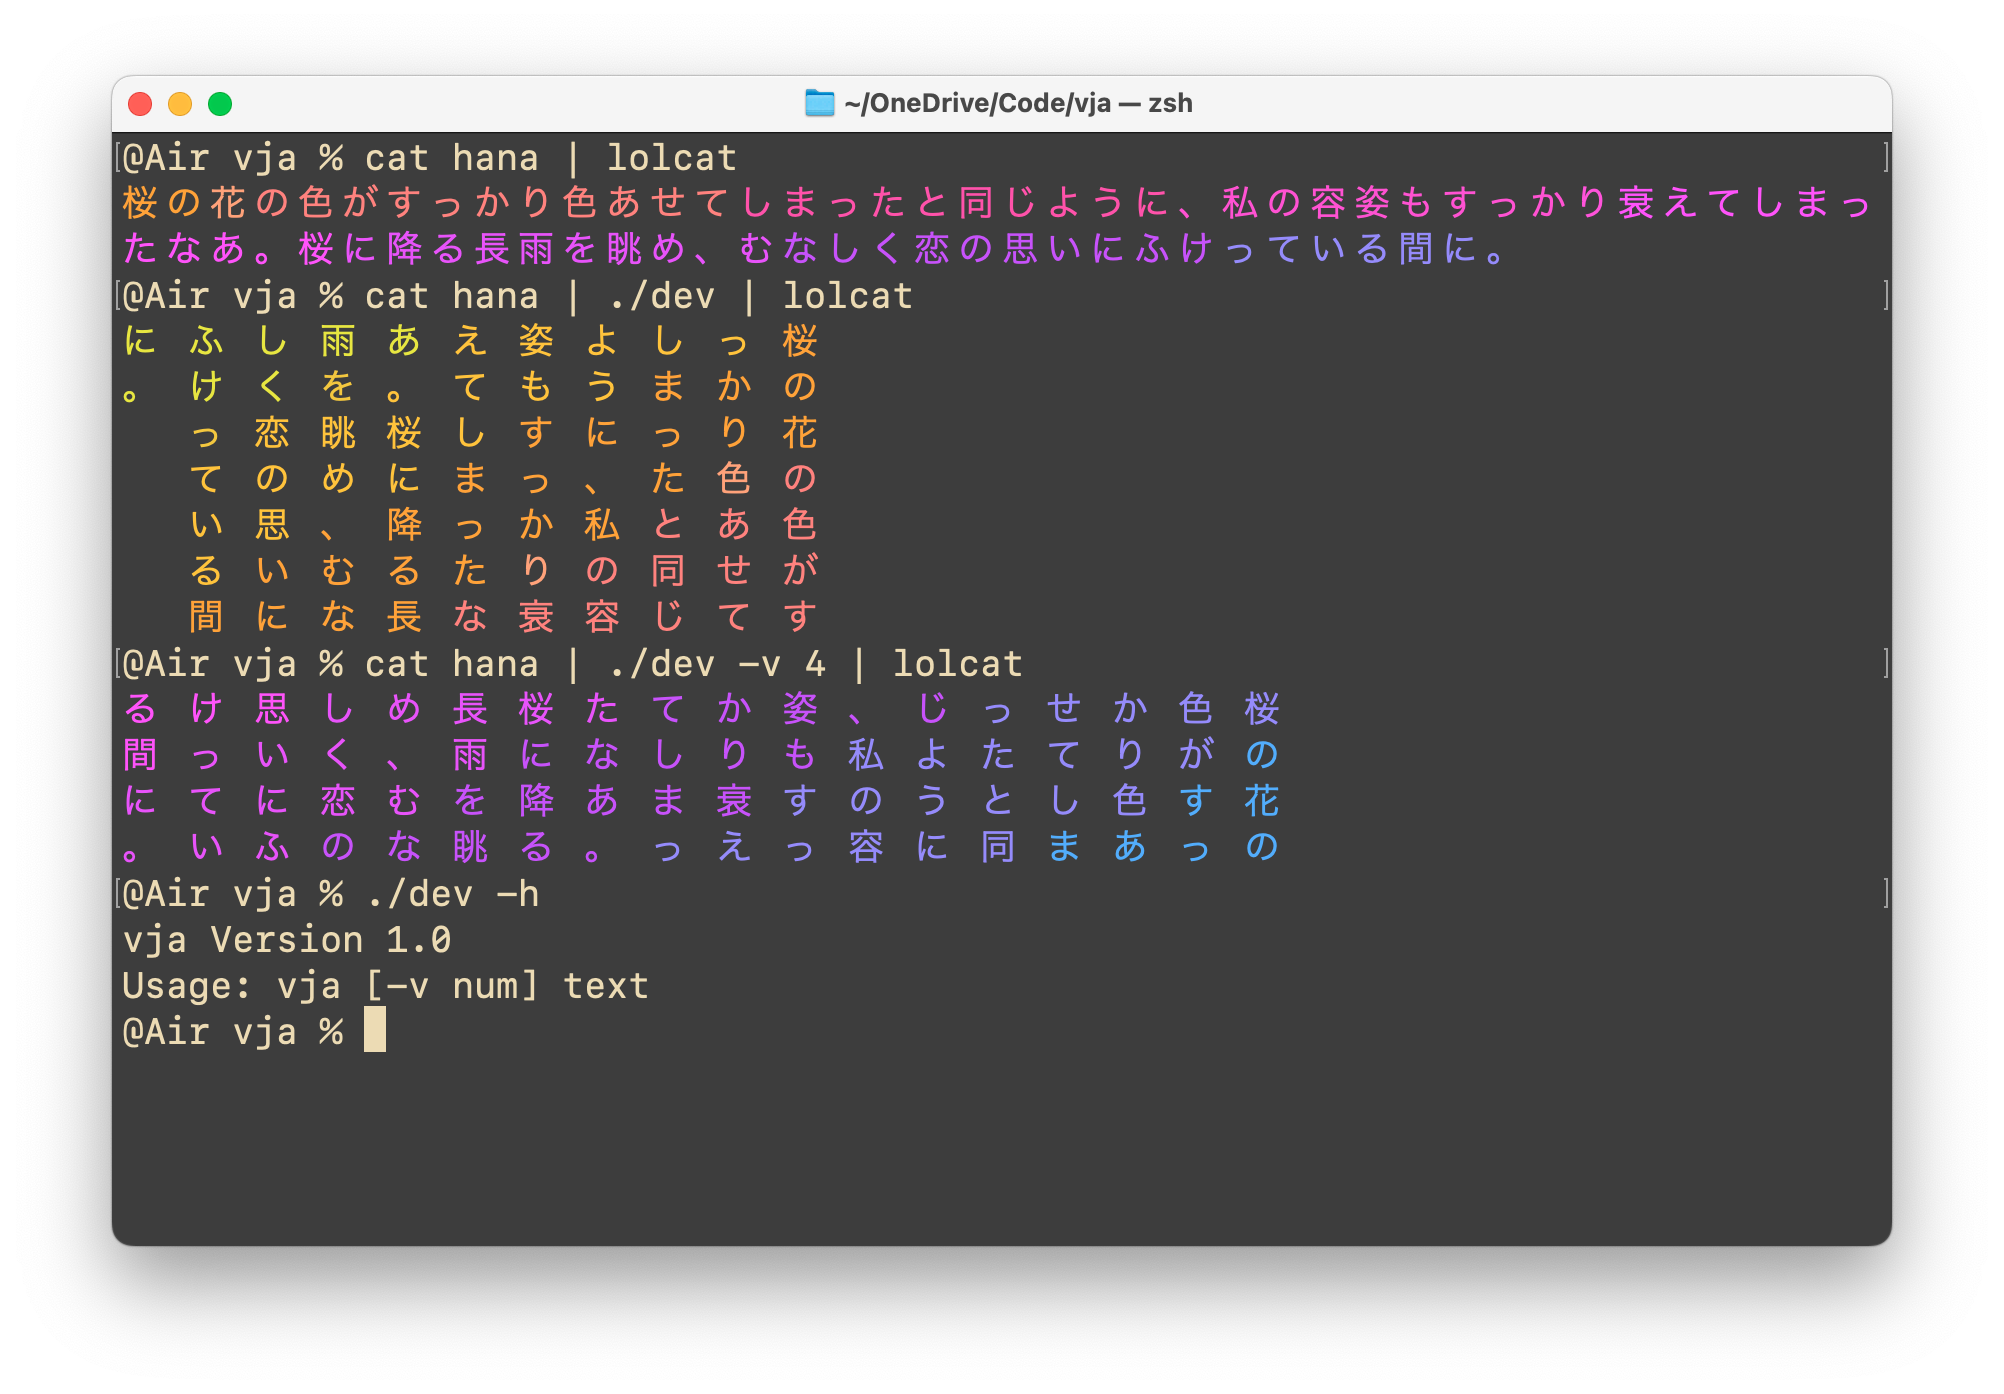 ~/OneDrive/Code/vja — zsh
@Air vja % cat hana | lolcat
桜の花の色がすっかり色あせてしまったと同じように、私の容姿もすっかり衰えてしまっ
たなあ。桜に降る長雨を眺め、むなしく恋の思いにふけっている間に。
@Air vja % cat hana | ./dev | lolcat
に ふ し 雨 あ え 姿 よ し っ 桜
。 け く を 。 て も う ま か の
   っ 恋 眺 桜 し す に っ り 花
   て の め に ま っ 、 た 色 の
   い 思 、 降 っ か 私 と あ 色
   る い む る た り の 同 せ が
   間 に な 長 な 衰 容 じ て す
@Air vja % cat hana | ./dev -v 4 | lolcat
る け 思 し め 長 桜 た て か 姿 、 じ っ せ か 色 桜
間 っ い く 、 雨 に な し り も 私 よ た て り が の
に て に 恋 む を 降 あ ま 衰 す の う と し 色 す 花
。 い ふ の な 眺 る 。 っ え っ 容 に 同 ま あ っ の
@Air vja % ./dev -h
vja Version 1.0
Usage: vja [-v num] text
@Air vja %